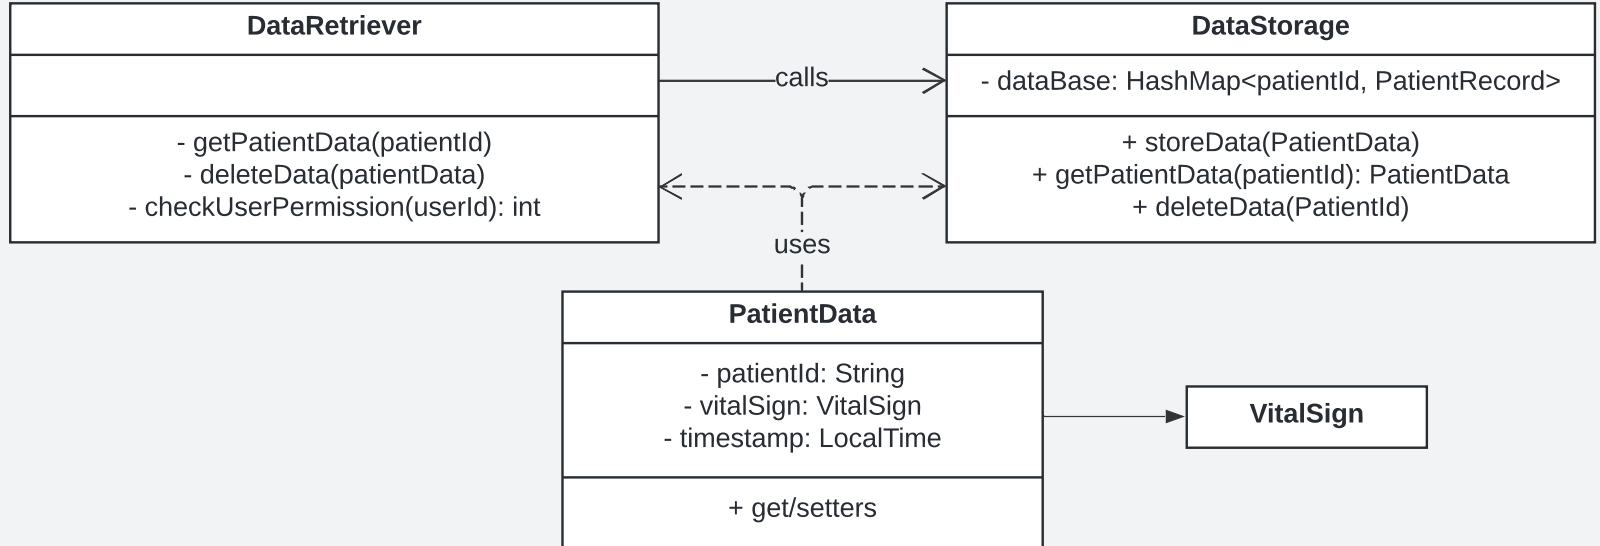 DataRetriever
- getPatientData(patientId)
- deleteData(patientData)
- checkUserPermission(userId): int
calls
DataStorage
- dataBase: HashMap<patientId, PatientRecord>
+ storeData(PatientData)
+ getPatientData(patientId): PatientData
+ deleteData(PatientId)
uses
PatientData
- patientId: String
- vitalSign: VitalSign
- timestamp: LocalTime
+ get/setters
VitalSign